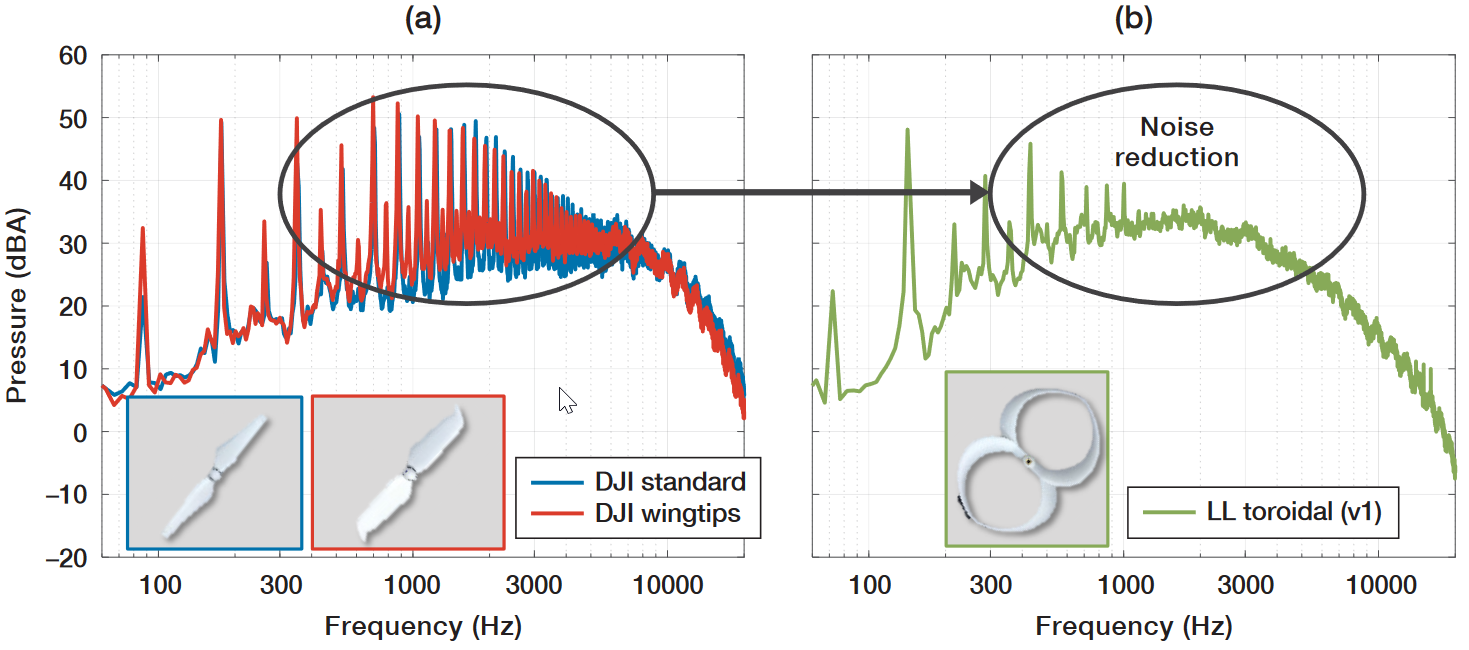 (a)
Pressure (dBA)
60
50
40
30
20
10
0
−10
−20
100
300
1000
3000
10000
Frequency (Hz)
DJI standard
DJI wingtips
(b)
Noise
reduction
LL toroidal (v1)
100
300
1000
3000
10000
Frequency (Hz)